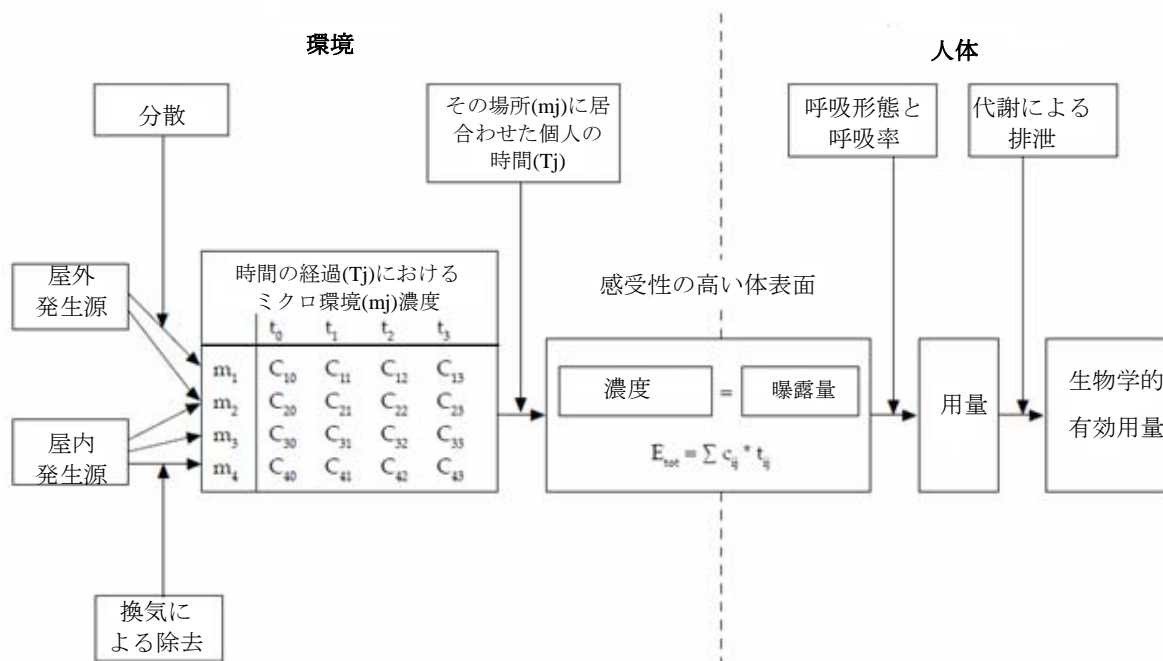 環境
人体
分散
その場所(mj)に居
合わせた個人の
時間(Tj)
呼吸形態と
呼吸率
代謝による
排泄
屋外
発生源
屋内
発生源
時間の経過(Tj)における
ミクロ環境(mj)濃度
t0 t1 t2 t3
m1 C10 C11 C12 C13
m2 C20 C21 C22 C23
m3 C30 C31 C32 C33
m4 C40 C41 C42 C43
感受性の高い体表面
濃度 = 曝露量
Etot = ∑ cij * tij
用量
生物学的
有効用量
換気に
よる除去